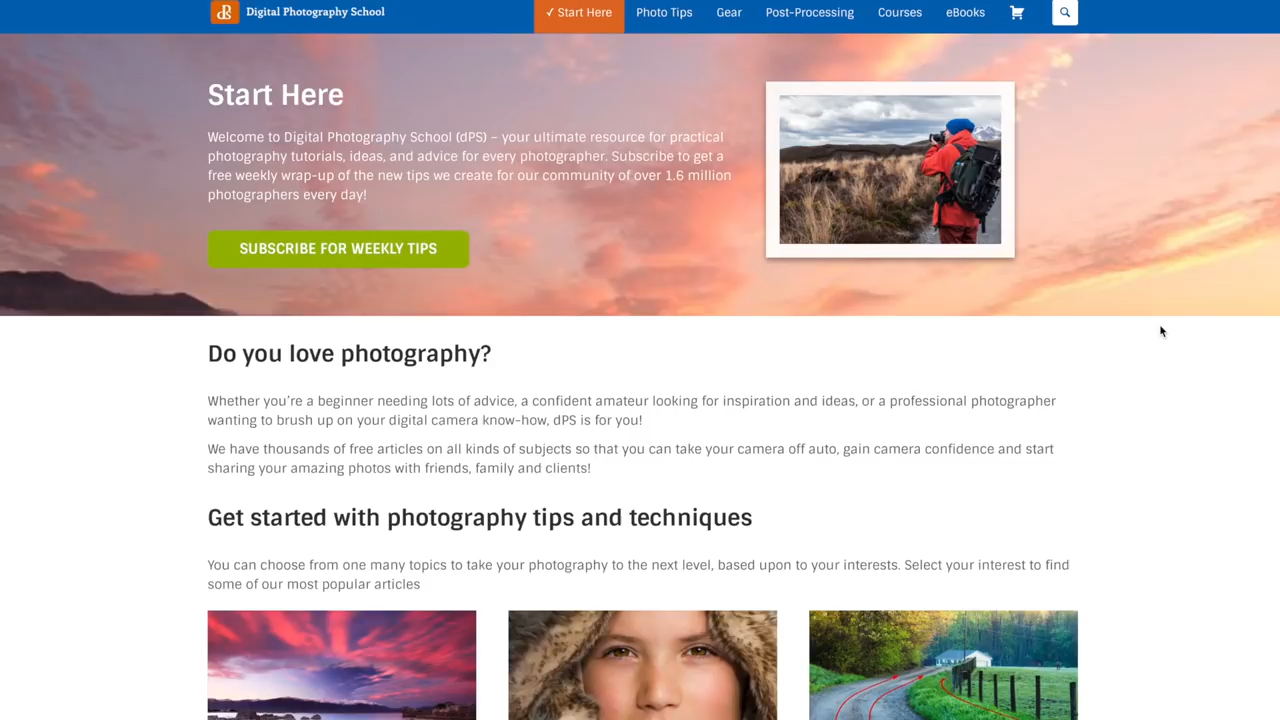 dPS Digital Photography School
✓ Start Here Photo Tips Gear Post-Processing Courses eBooks
Start Here
Welcome to Digital Photography School (dPS) – your ultimate resource for practical
photography tutorials, ideas, and advice for every photographer. Subscribe to get a
free weekly wrap-up of the new tips we create for our community of over 1.6 million
photographers every day!
SUBSCRIBE FOR WEEKLY TIPS
Do you love photography?
Whether you're a beginner needing lots of advice, a confident amateur looking for inspiration and ideas, or a professional photographer
wanting to brush up on your digital camera know-how, dPS is for you!
We have thousands of free articles on all kinds of subjects so that you can take your camera off auto, gain camera confidence and start
sharing your amazing photos with friends, family and clients!
Get started with photography tips and techniques
You can choose from one many topics to take your photography to the next level, based upon to your interests. Select your interest to find
some of our most popular articles